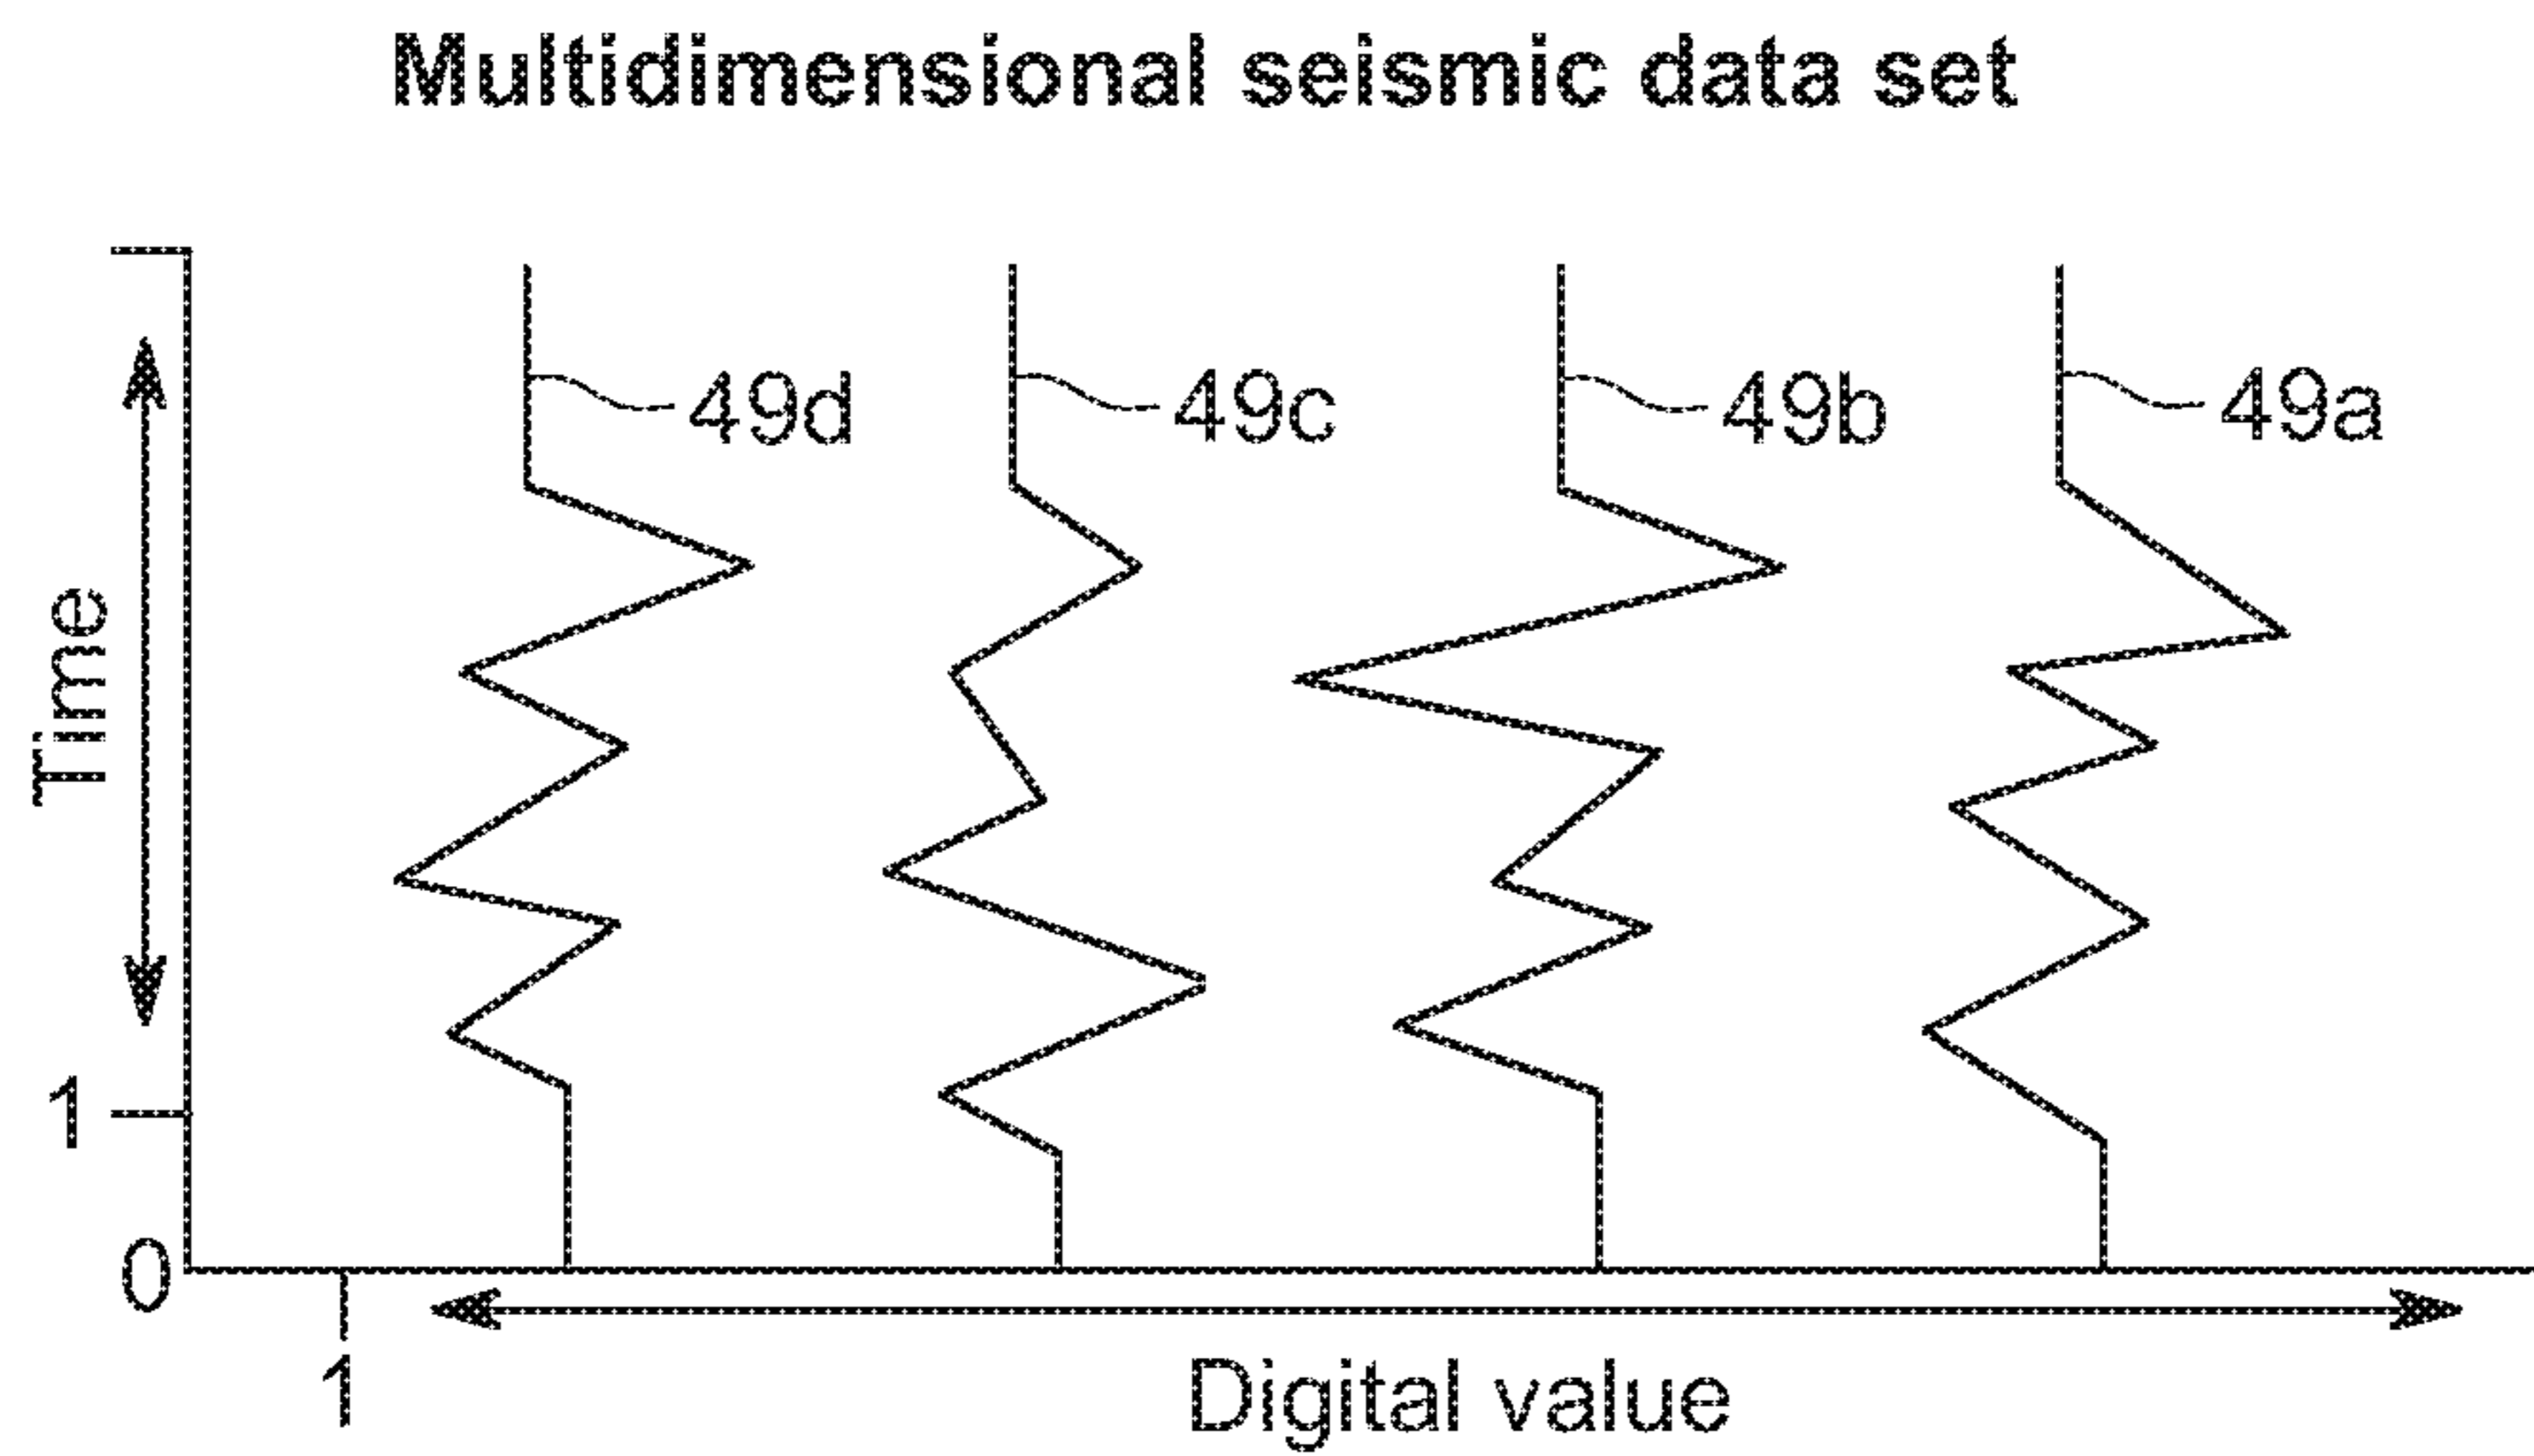 Multidimensional seismic data set
49d 49c 49b 49a
Time
1
0
1
Digital value